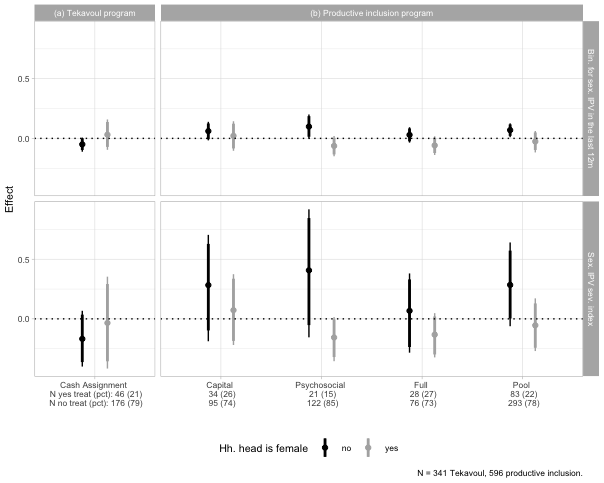 (a) Tekavoul program
(b) Productive inclusion program
Effect
0.5
0.0
Bin. for sex. IPV in the last 12m
0.5
0.0
Sex. IPV sev. index
Cash Assignment
N yes treat (pct): 46 (21)
N no treat (pct): 176 (79)
Capital
34 (26)
95 (74)
Psychosocial
21 (15)
122 (85)
Full
28 (27)
76 (73)
Pool
83 (22)
293 (78)
Hh. head is female no yes
N = 341 Tekavoul, 596 productive inclusion.